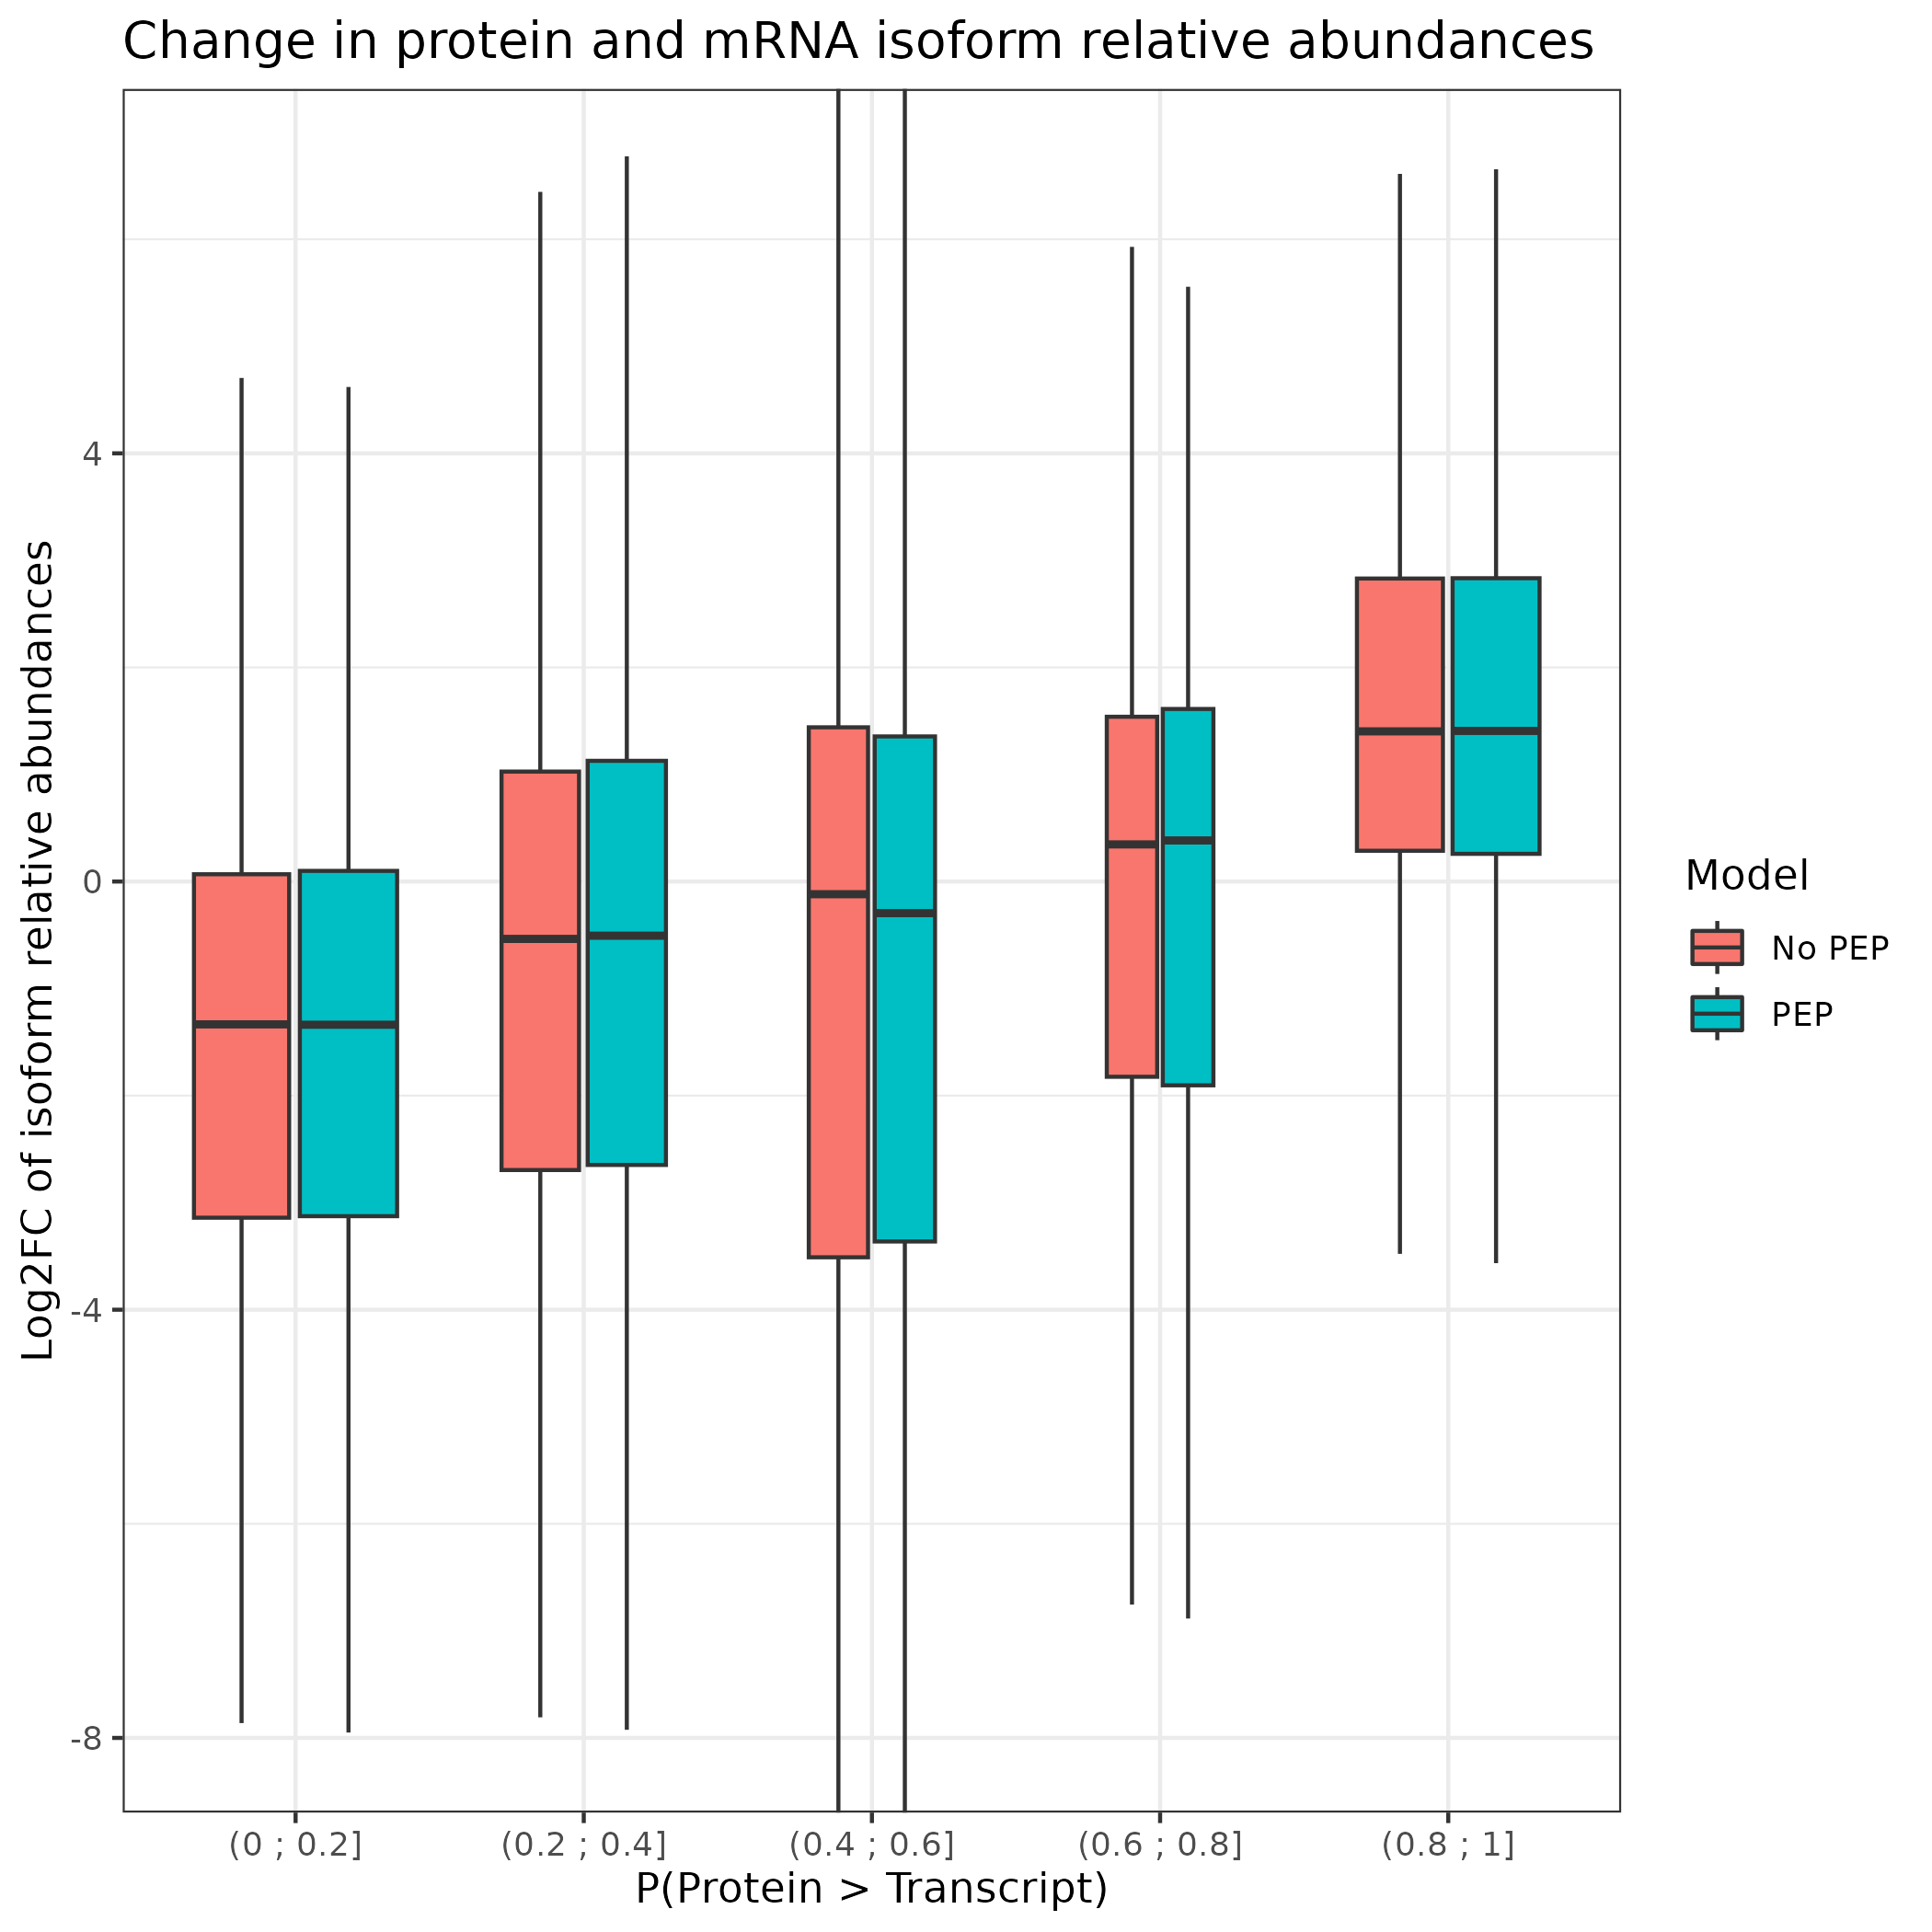 Change in protein and mRNA isoform relative abundances
Log2FC of isoform relative abundances
4
0
-4
-8
(0 ; 0.2]
(0.2 ; 0.4]
(0.4 ; 0.6]
(0.6 ; 0.8]
(0.8 ; 1]
P(Protein > Transcript)
Model
No PEP
PEP